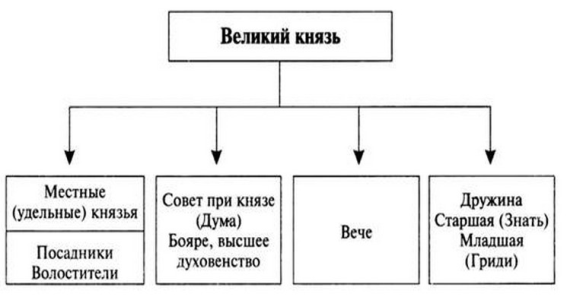 Великий князь
Местные
(удельные) князья
Посадники
Волостители
Совет при князе
(Дума)
Бояре, высшее
духовенство
Вече
Дружина
Старшая (Знать)
Младшая
(Гриди)